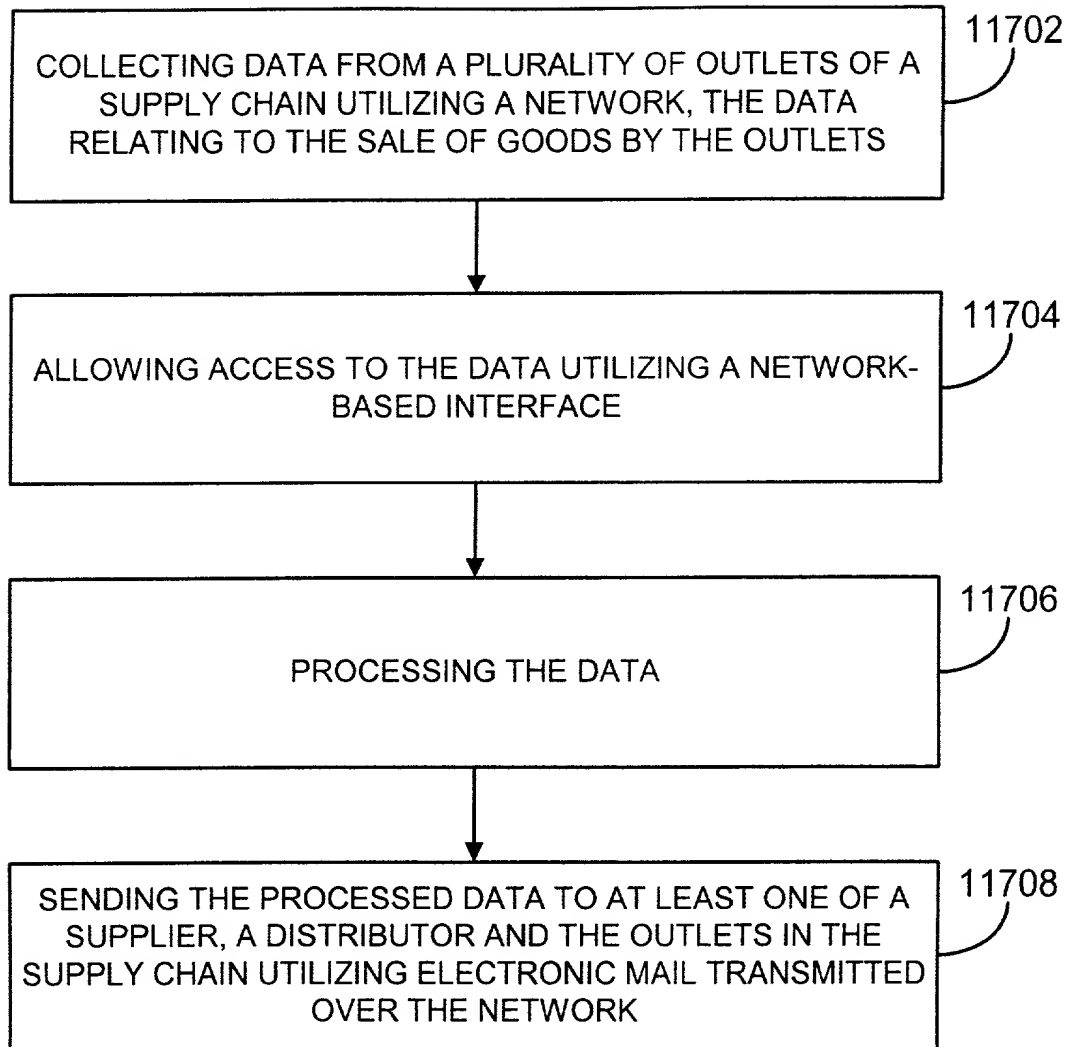 11702
COLLECTING DATA FROM A PLURALITY OF OUTLETS OF A
SUPPLY CHAIN UTILIZING A NETWORK, THE DATA
RELATING TO THE SALE OF GOODS BY THE OUTLETS
11704
ALLOWING ACCESS TO THE DATA UTILIZING A NETWORK-
BASED INTERFACE
11706
PROCESSING THE DATA
11708
SENDING THE PROCESSED DATA TO AT LEAST ONE OF A
SUPPLIER, A DISTRIBUTOR AND THE OUTLETS IN THE
SUPPLY CHAIN UTILIZING ELECTRONIC MAIL TRANSMITTED
OVER THE NETWORK